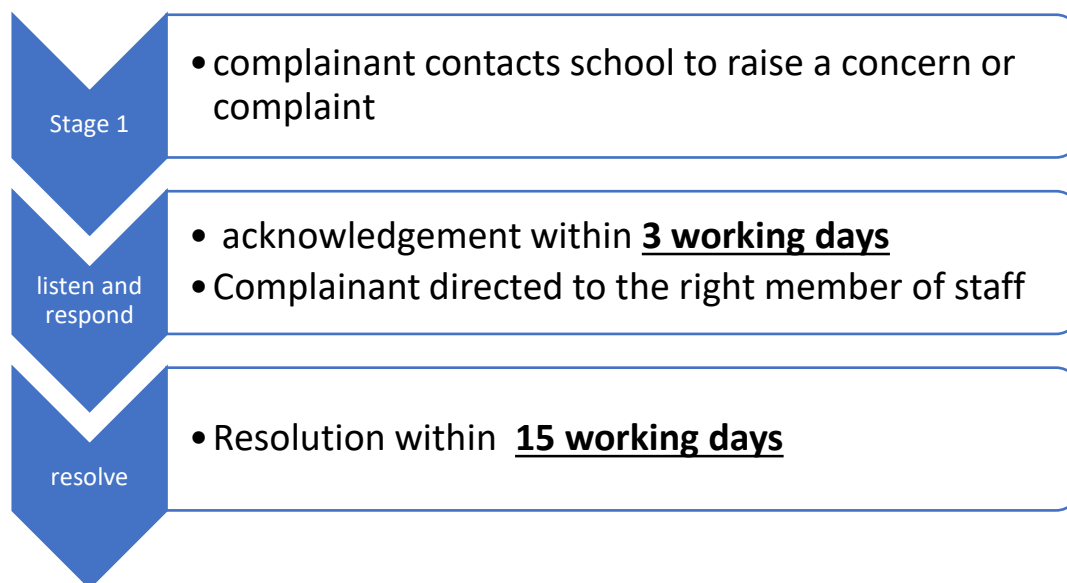 Stage 1
• complainant contacts school to raise a concern or
complaint
listen and
respond
• acknowledgement within 3 working days
• Complainant directed to the right member of staff
resolve
• Resolution within 15 working days